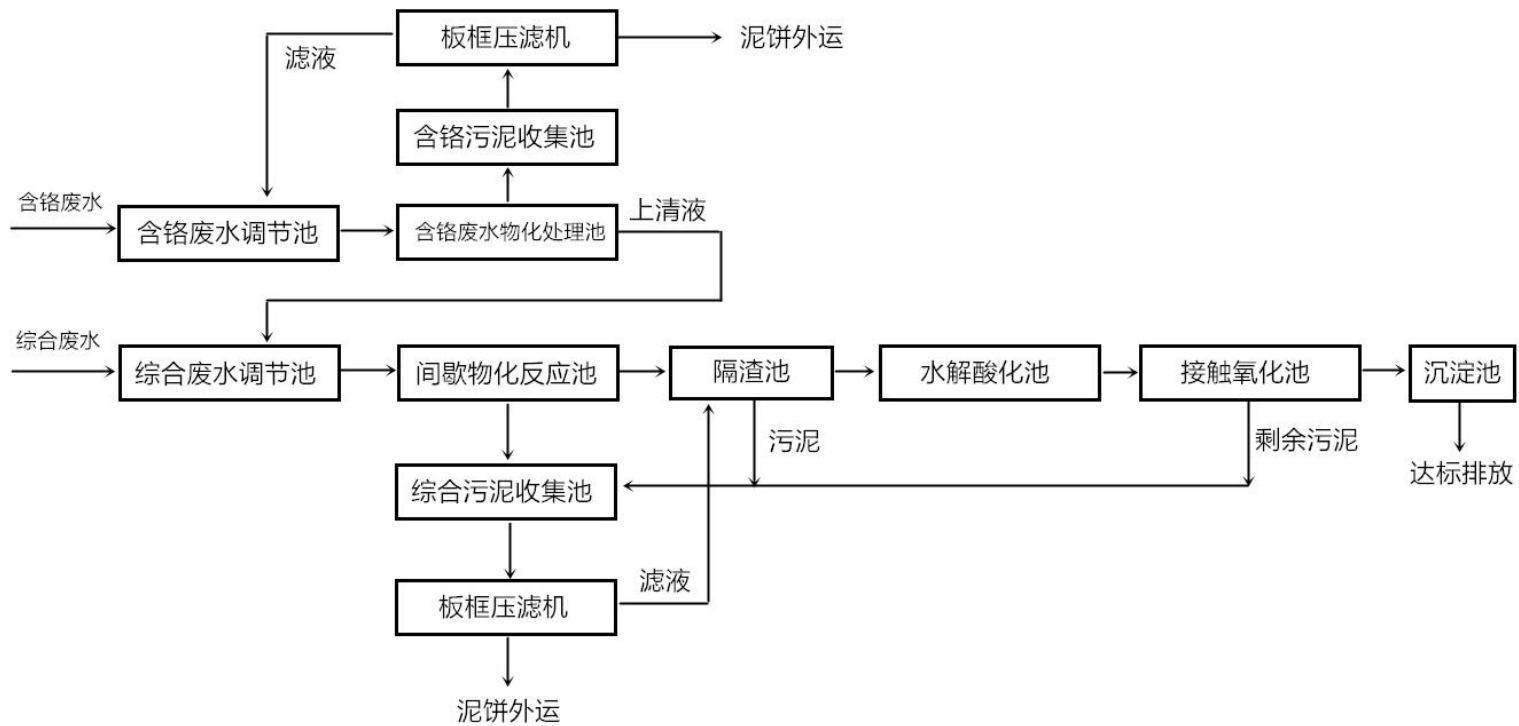 板框压滤机
泥饼外运
滤液
含铬污泥收集池
含铬废水
上清液
含铬废水调节池
含铬废水物化处理池
综合废水
综合废水调节池
间歇物化反应池
隔渣池
水解酸化池
接触氧化池
沉淀池
污泥
剩余污泥
达标排放
综合污泥收集池
滤液
板框压滤机
泥饼外运